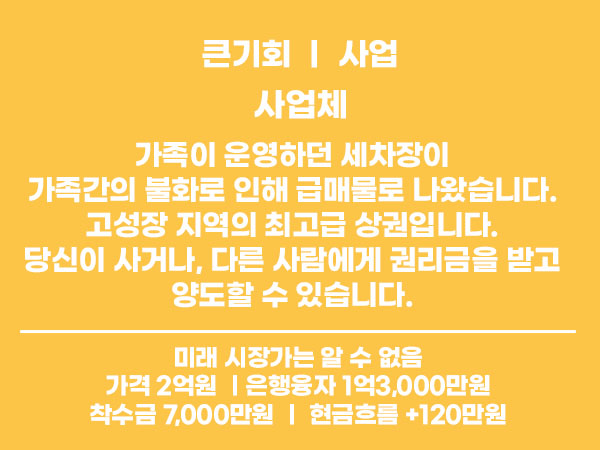 큰기회 | 사업
사업체
가족이 운영하던 세차장이
가족간의 불화로 인해 급매물로 나왔습니다.
고성장 지역의 최고급 상권입니다.
당신이 사거나, 다른 사람에게 권리금을 받고
양도할 수 있습니다.
미래 시장가는 알 수 없음
가격 2억원 | 은행융자 1억3,000만원
착수금 7,000만원 | 현금흐름 +120만원